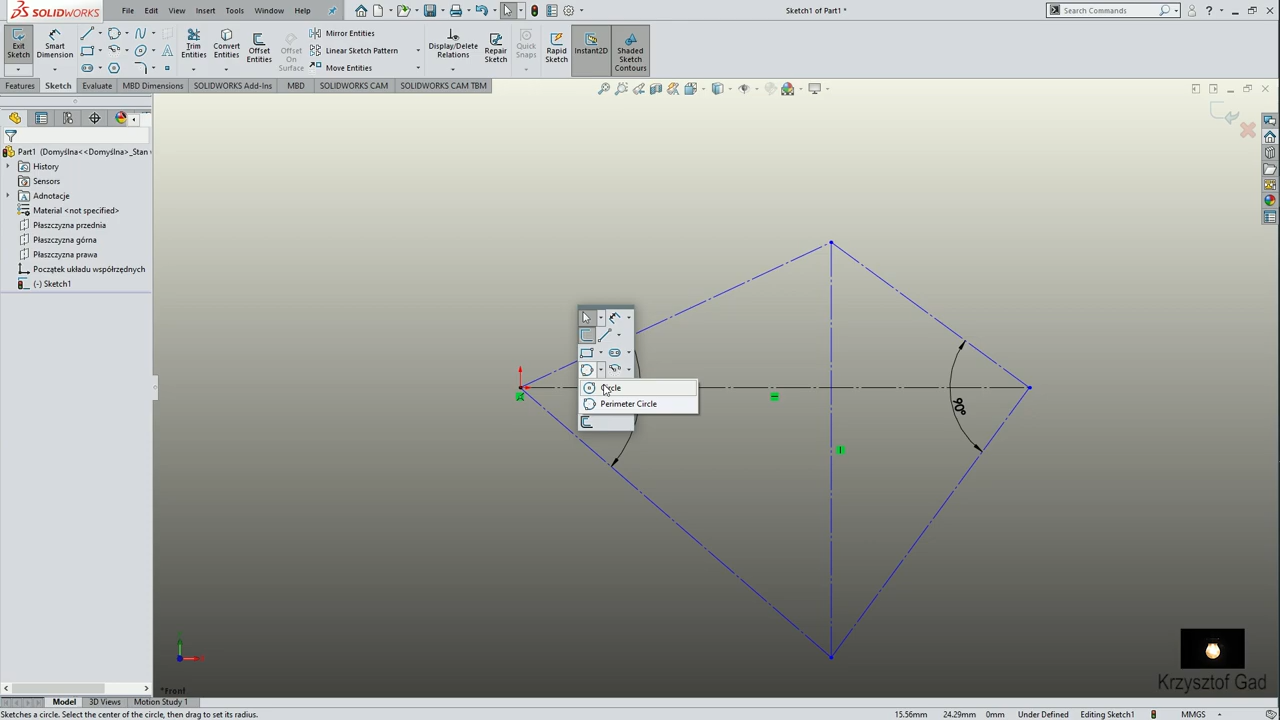 SOLIDWORKS
File
Edit
View
Insert
Tools
Window
Help
Sketch1 of Part1 *
Search Commands
Exit Sketch
Smart Dimension
Trim Entities
Convert Entities
Offset Entities
Offset On Surface
Mirror Entities
Linear Sketch Pattern
Move Entities
Display/Delete Relations
Repair Sketch
Quick Snaps
Rapid Sketch
Instant2D
Shaded Sketch Contours
Features
Sketch
Evaluate
MBD Dimensions
SOLIDWORKS Add-Ins
MBD
SOLIDWORKS CAM
SOLIDWORKS CAM TBM
Part1 (Domyślna<<Domyślna>_Stan
History
Sensors
Adnotacje
Material <not specified>
Płaszczyzna przednia
Płaszczyzna górna
Płaszczyzna prawa
Początek układu współrzędnych
(-) Sketch1
Circle
Perimeter Circle
90°
*Front
Krzysztof Gad
Model
3D Views
Motion Study 1
Sketches a circle. Select the center of the circle, then drag to set its radius.
15.56mm
24.29mm
0mm
Under Defined
Editing Sketch1
MMGS